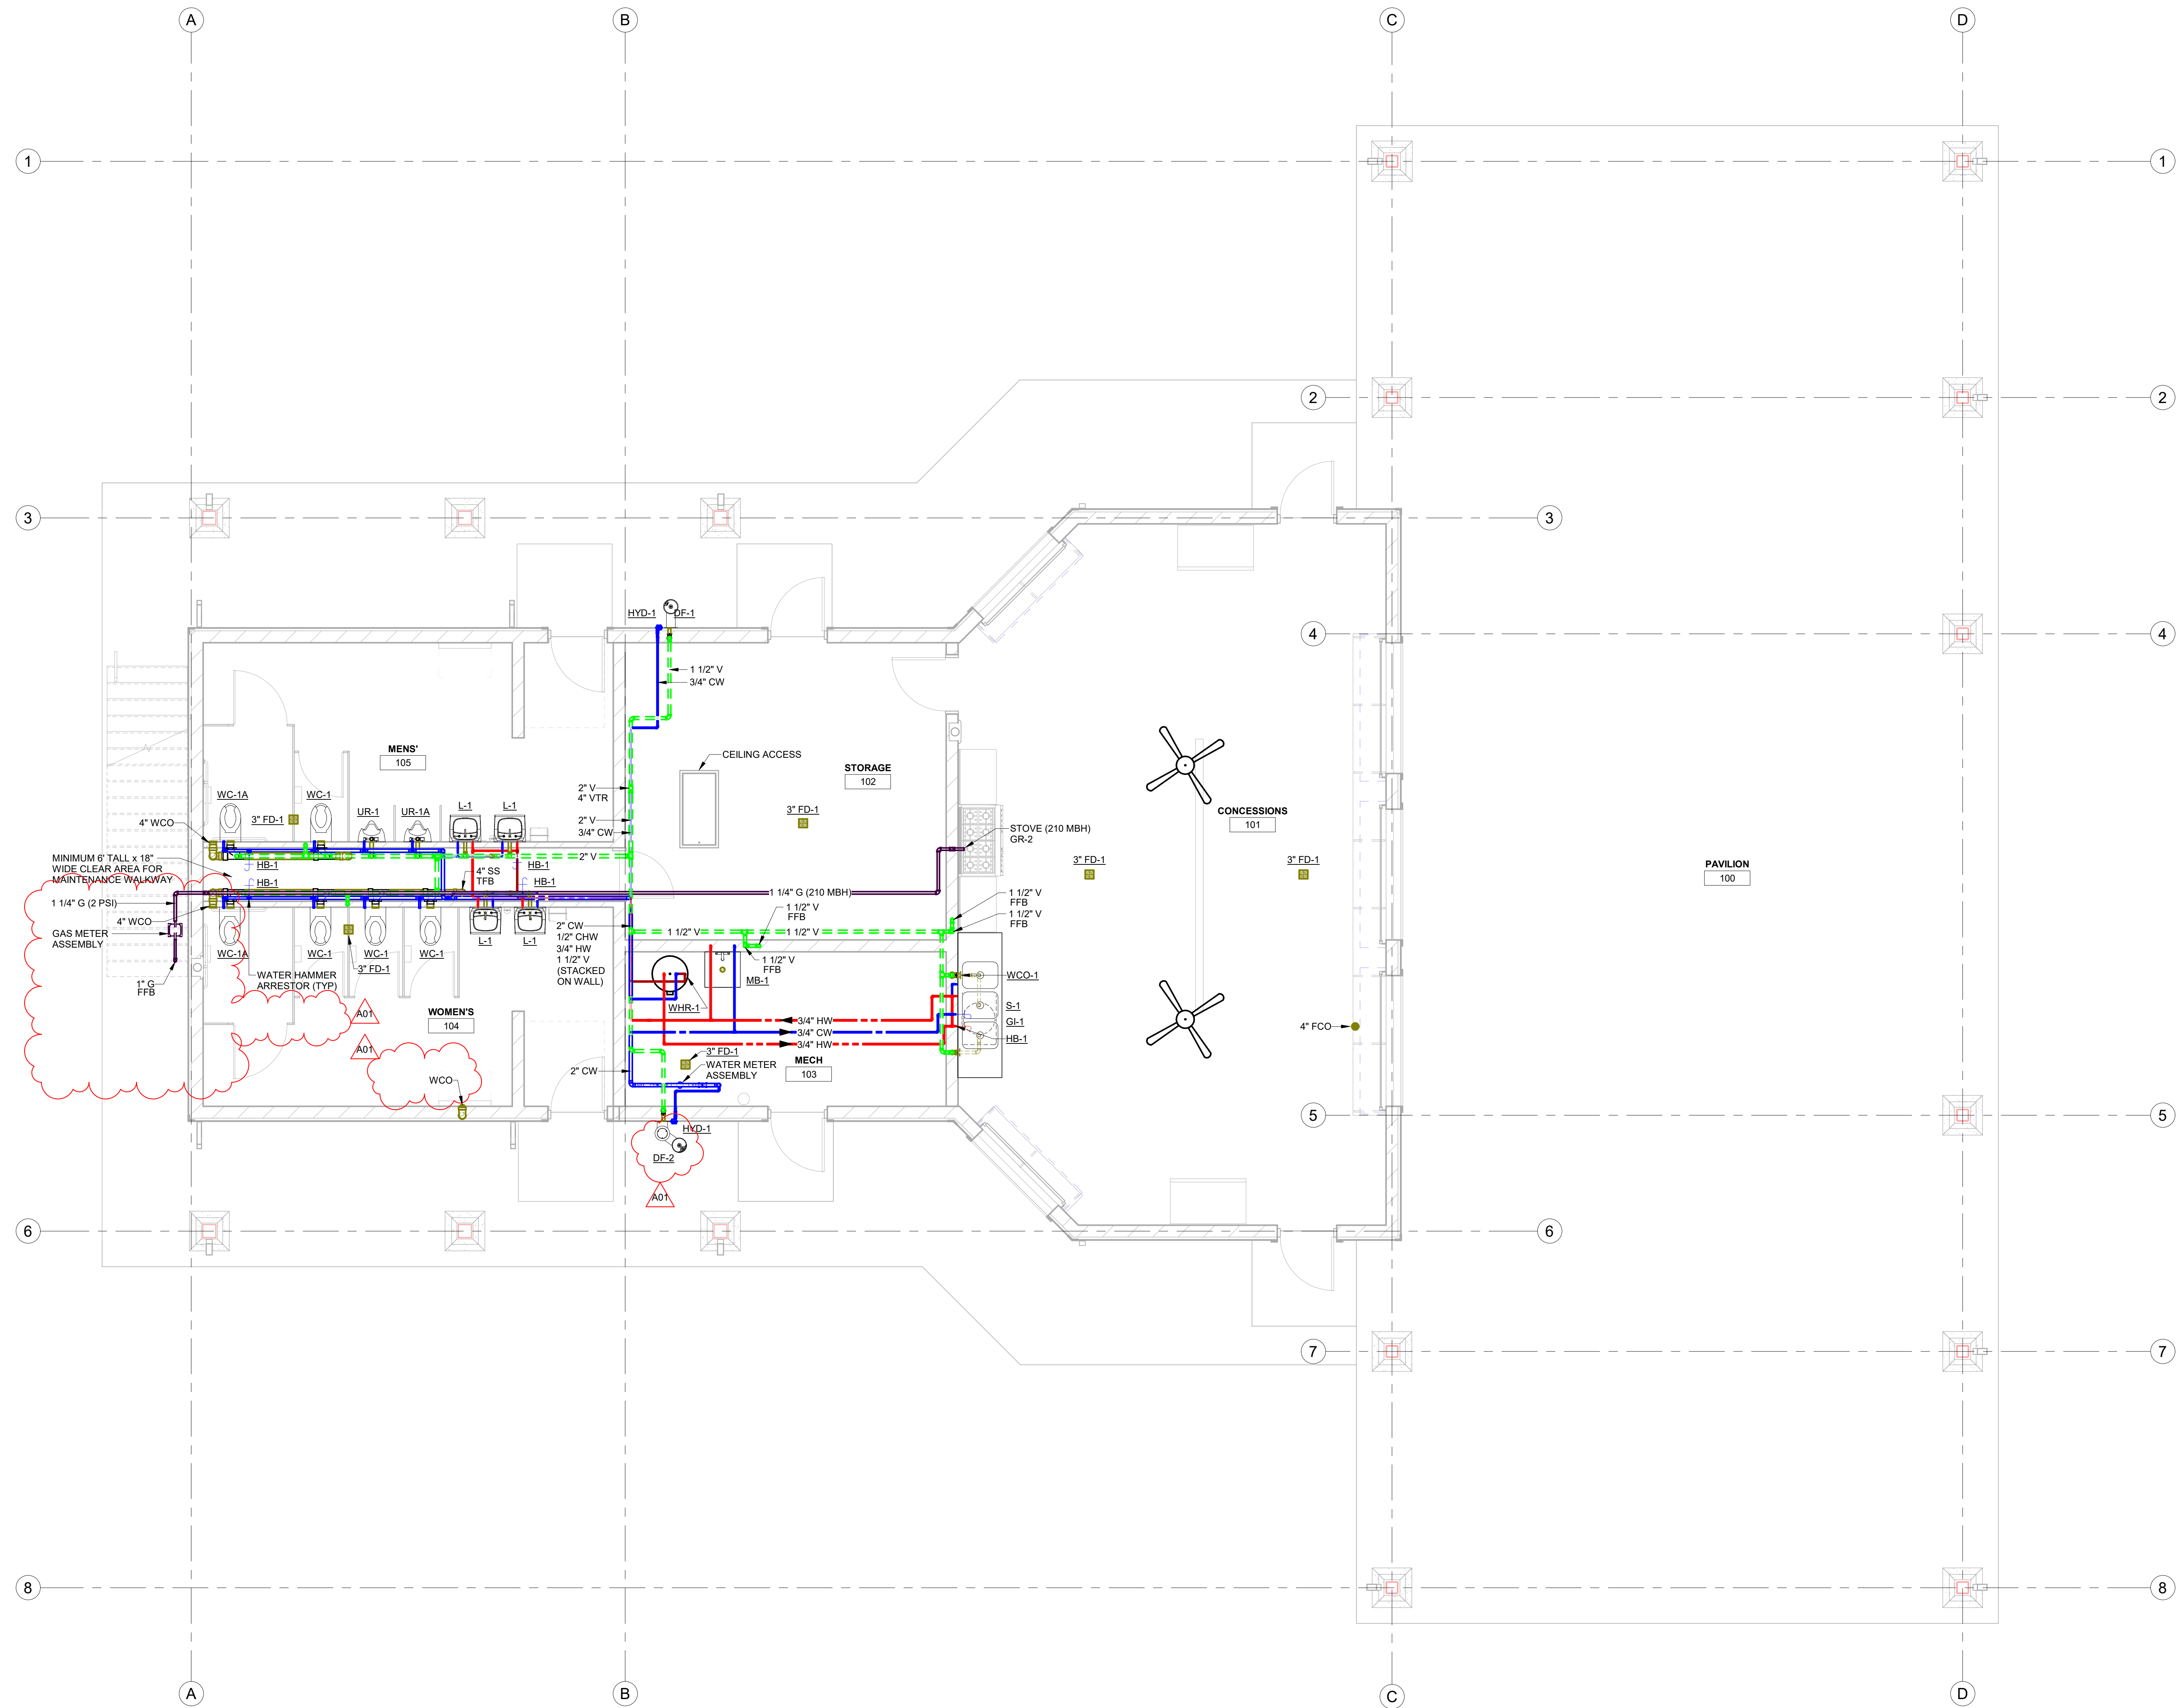 A
B
C
D
1
1
2
2
3
3
HYD-1
DF-1
4
4
1 1/2" V
3/4" CW
MENS'
105
CEILING ACCESS
STORAGE
102
2" V
4" VTR
WC-1A
WC-1
UR-1
UR-1A
L-1
L-1
3" FD-1
3" FD-1
CONCESSIONS
101
4" WCO
2" V
3/4" CW
STOVE (210 MBH)
GR-2
2" V
MINIMUM 6' TALL x 18"
WIDE CLEAR AREA FOR
MAINTENANCE WALKWAY
HB-1
HB-1
HB-1
HB-1
4" SS
TFB
3" FD-1
3" FD-1
PAVILION
100
1 1/4" G (2 PSI)
1 1/4" G (210 MBH)
1 1/2" V
FFB
1 1/2" V
FFB
1 1/2" V
FFB
4" WCO
GAS METER
ASSEMBLY
WC-1A
WC-1
WC-1
WC-1
L-1
L-1
2" CW
1/2" CHW
3/4" HW
1 1/2" V
(STACKED
ON WALL)
1 1/2" V
1 1/2" V
1 1/2" V
FFB
3" FD-1
WATER HAMMER
ARRESTOR (TYP)
1" G
FFB
MB-1
WCO-1
WHR-1
S-1
GI-1
HB-1
A01
WOMEN'S
104
3/4" HW
3/4" CW
3/4" HW
4" FCO
A01
3" FD-1
WATER METER
ASSEMBLY
MECH
103
2" CW
WCO
5
5
HYD-1
DF-2
A01
6
6
7
7
8
8
A
B
C
D